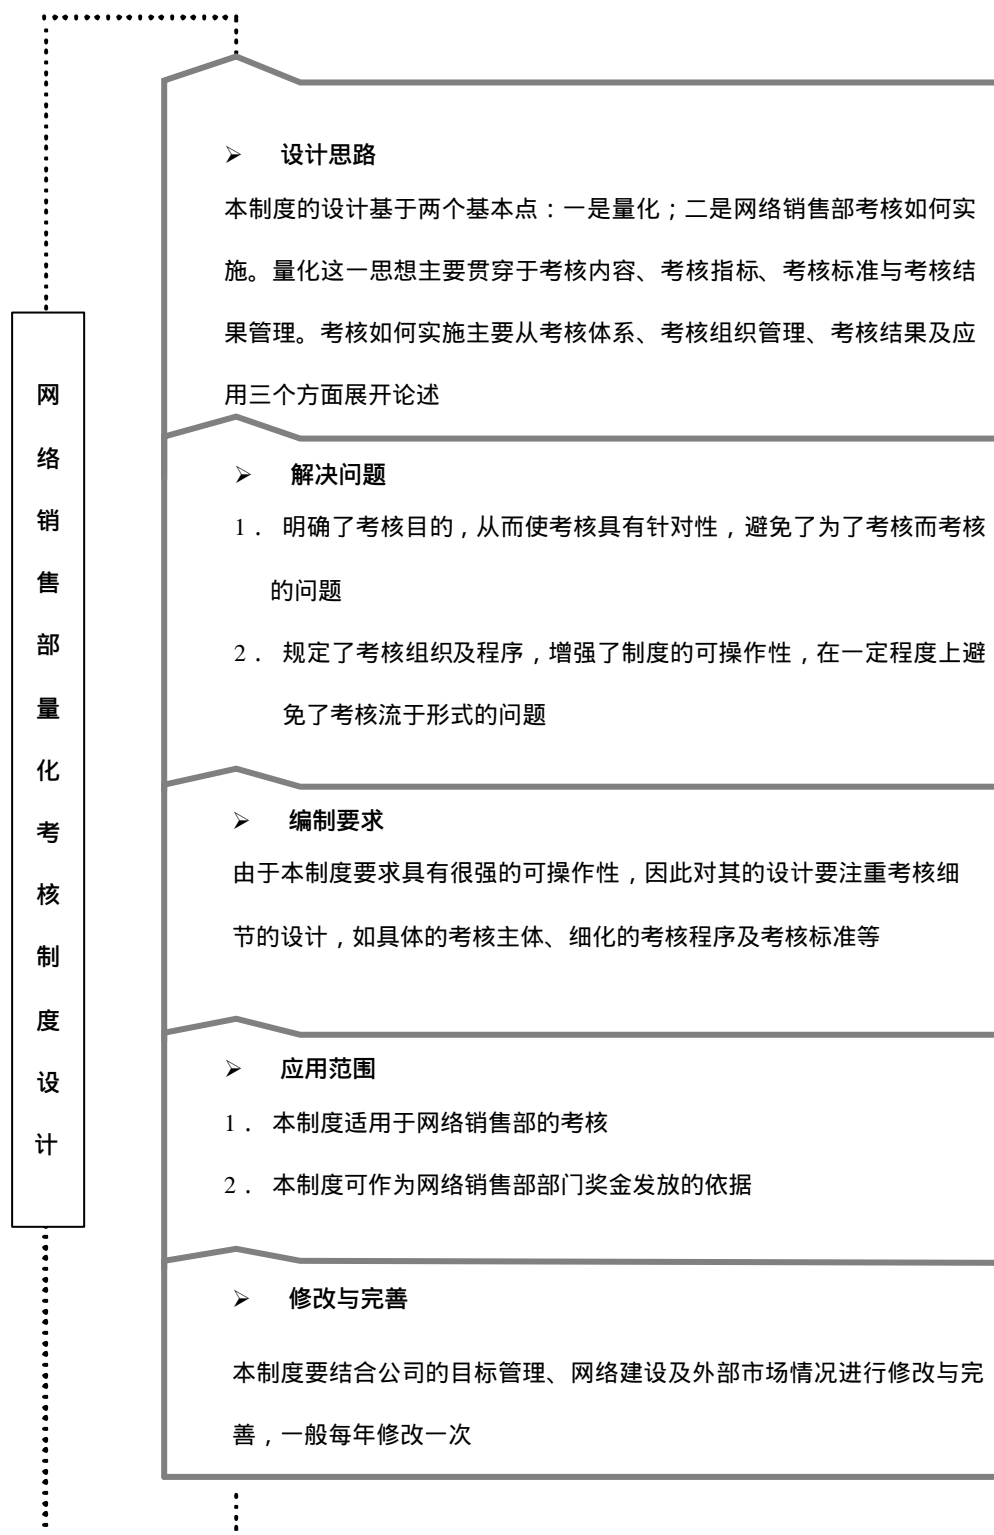 网络销售部量化考核制度设计
➢ 设计思路
本制度的设计基于两个基本点：一是量化；二是网络销售部考核如何实
施。量化这一思想主要贯穿于考核内容、考核指标、考核标准与考核结
果管理。考核如何实施主要从考核体系、考核组织管理、考核结果及应
用三个方面展开论述
➢ 解决问题
1． 明确了考核目的，从而使考核具有针对性，避免了为了考核而考核
的问题
2． 规定了考核组织及程序，增强了制度的可操作性，在一定程度上避
免了考核流于形式的问题
➢ 编制要求
由于本制度要求具有很强的可操作性，因此对其的设计要注重考核细
节的设计，如具体的考核主体、细化的考核程序及考核标准等
➢ 应用范围
1． 本制度适用于网络销售部的考核
2． 本制度可作为网络销售部部门奖金发放的依据
➢ 修改与完善
本制度要结合公司的目标管理、网络建设及外部市场情况进行修改与完
善，一般每年修改一次